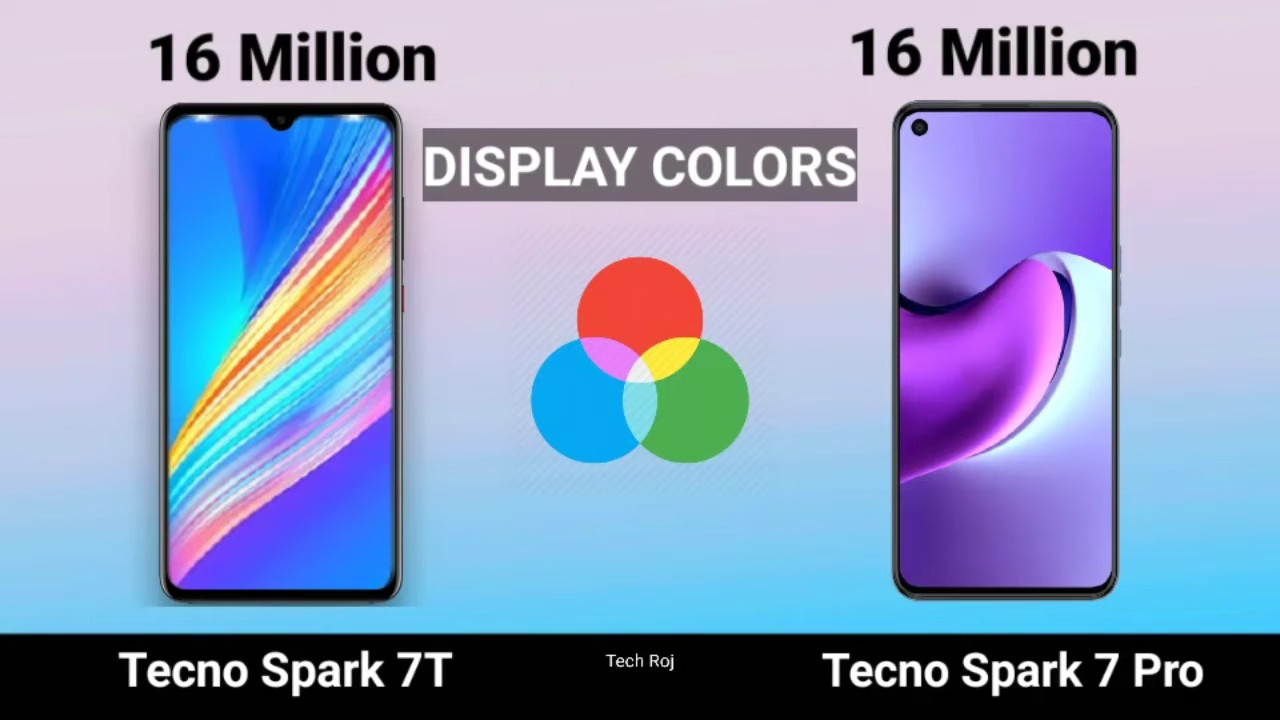 16 Million
16 Million
DISPLAY COLORS
Tecno Spark 7T
Tech Roj
Tecno Spark 7 Pro